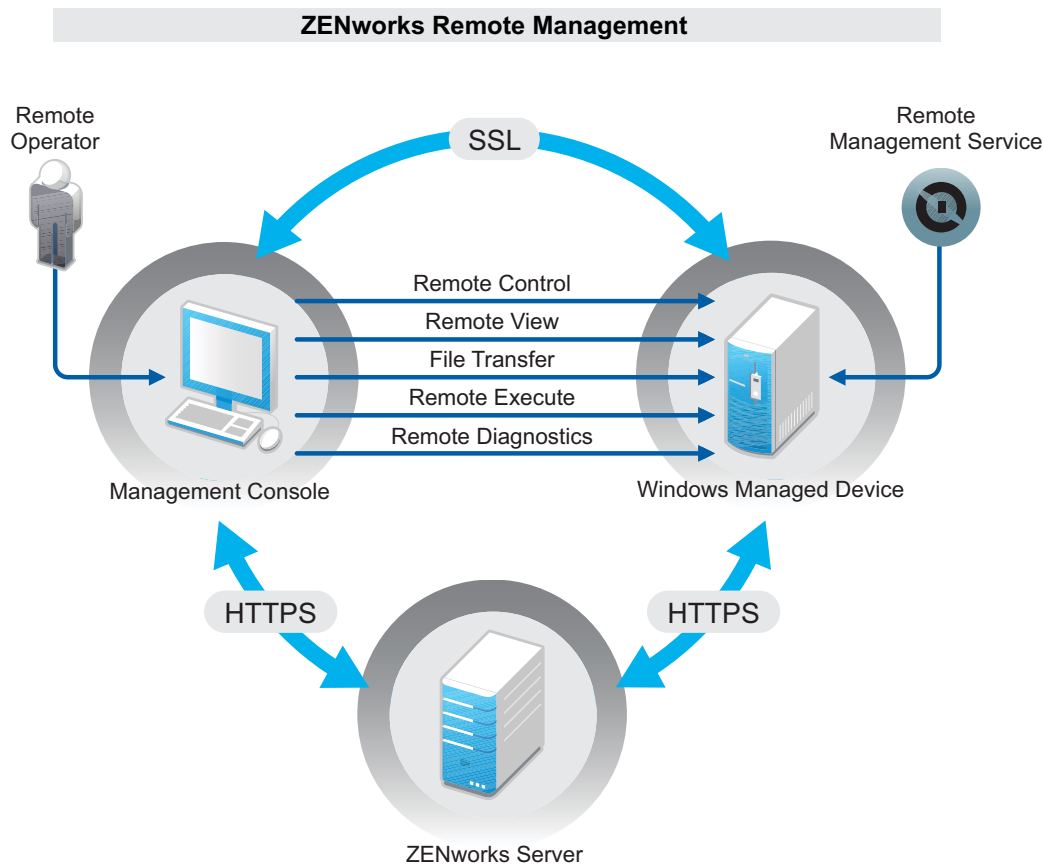 ZENworks Remote Management
Remote
Operator
SSL
Remote
Management Service
Remote Control
Remote View
File Transfer
Remote Execute
Remote Diagnostics
Management Console
Windows Managed Device
HTTPS
HTTPS
ZENworks Server